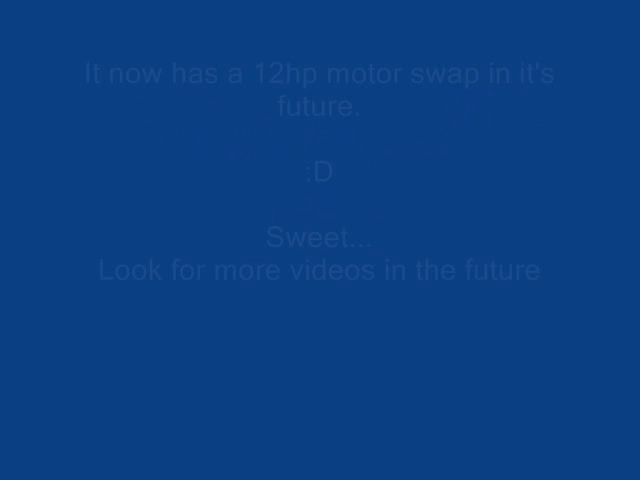 It now has a 12hp motor swap in it's
future.
:D
Sweet...
Look for more videos in the future